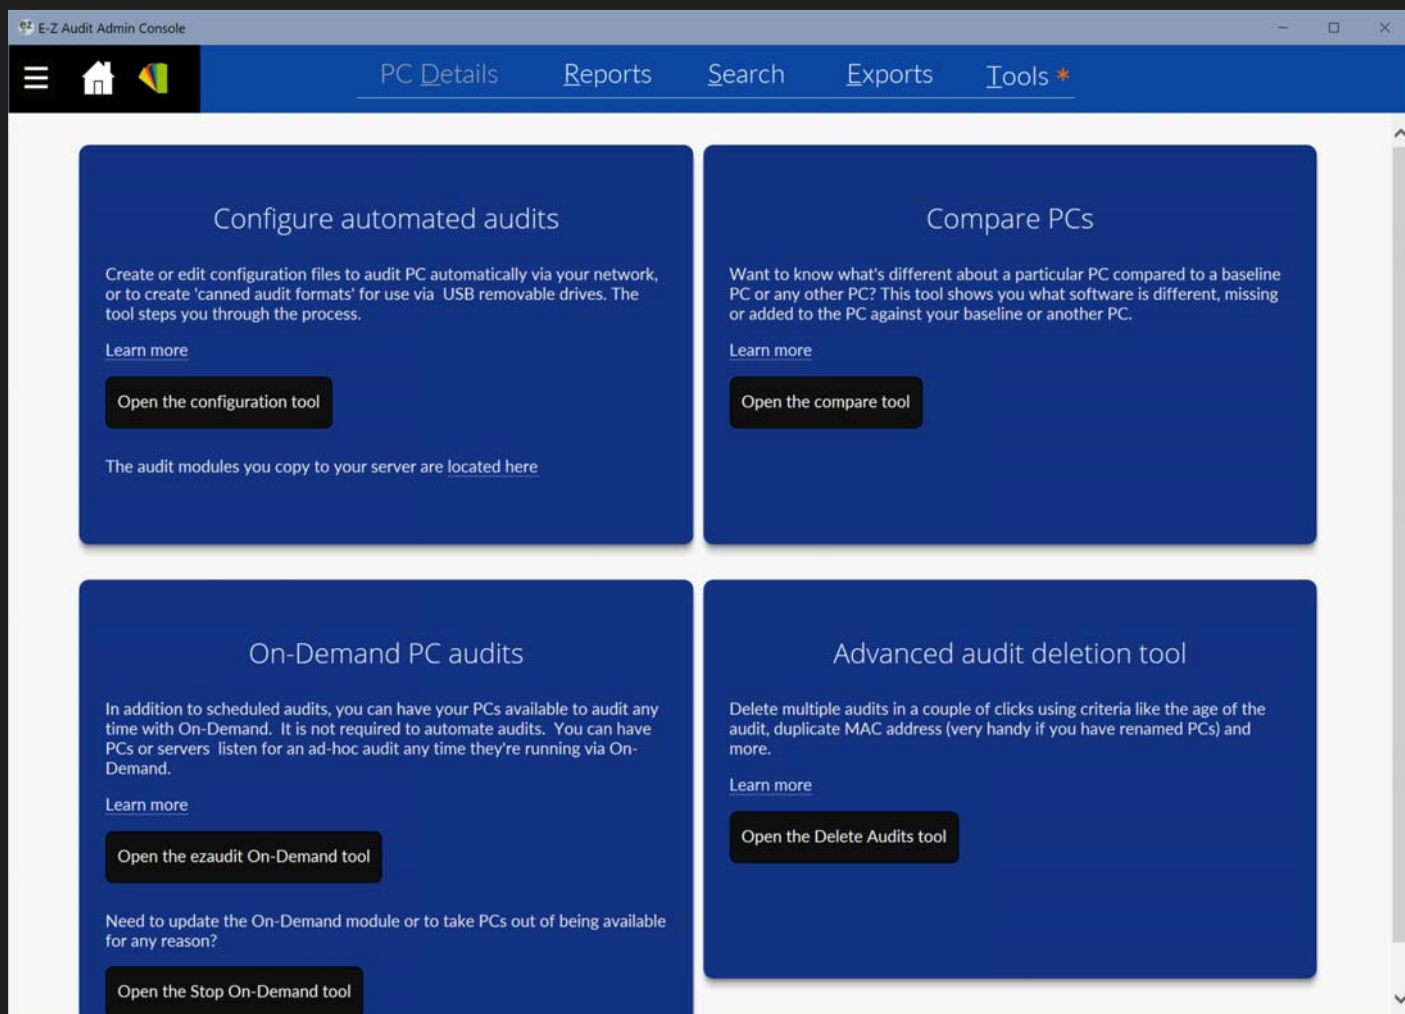 E-Z Audit Admin Console
PC Details Reports Search Exports Tools *
Configure automated audits
Create or edit configuration files to audit PC automatically via your network,
or to create 'canned audit formats' for use via USB removable drives. The
tool steps you through the process.
Learn more
Open the configuration tool
The audit modules you copy to your server are located here
Compare PCs
Want to know what's different about a particular PC compared to a baseline
PC or any other PC? This tool shows you what software is different, missing
or added to the PC against your baseline or another PC.
Learn more
Open the compare tool
On-Demand PC audits
In addition to scheduled audits, you can have your PCs available to audit any
time with On-Demand. It is not required to automate audits. You can have
PCs or servers listen for an ad-hoc audit any time they're running via On-
Demand.
Learn more
Open the ezaudit On-Demand tool
Need to update the On-Demand module or to take PCs out of being available
for any reason?
Open the Stop On-Demand tool
Advanced audit deletion tool
Delete multiple audits in a couple of clicks using criteria like the age of the
audit, duplicate MAC address (very handy if you have renamed PCs) and
more.
Learn more
Open the Delete Audits tool